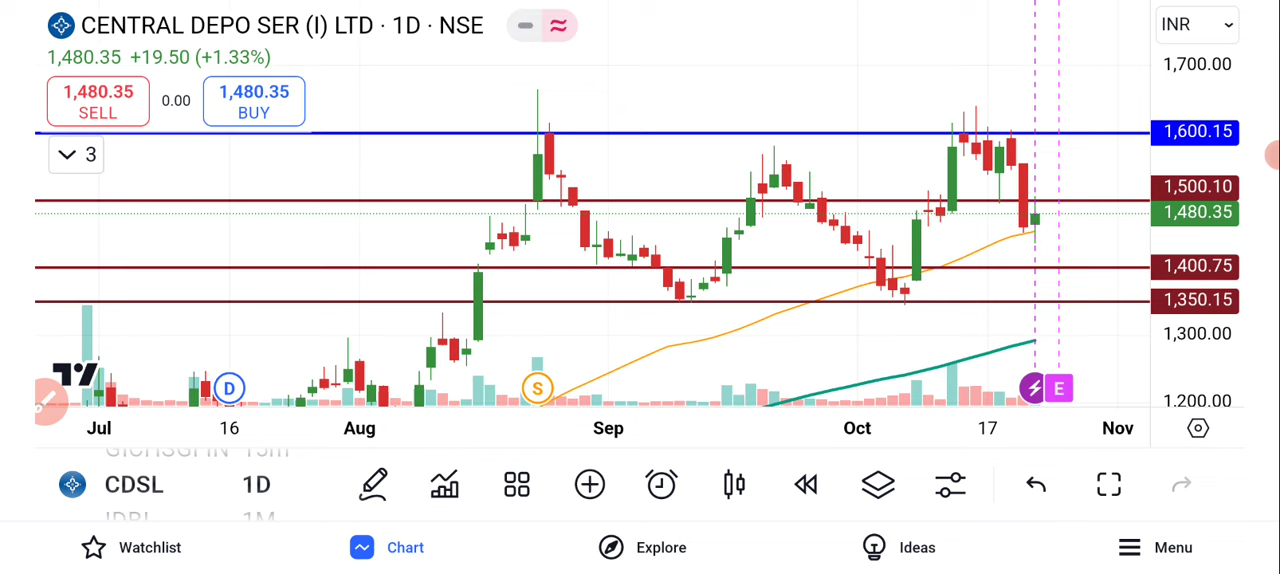 CENTRAL DEPO SER (I) LTD · 1D · NSE
INR
1,480.35 +19.50 (+1.33%)
1,700.00
1,480.35
SELL
0.00
1,480.35
BUY
1,600.15
3
1,500.10
1,480.35
1,400.75
1,350.15
1,300.00
D
S
E
1,200.00
Jul 16 Aug Sep Oct 17 Nov
CDSL 1D
Watchlist
Chart
Explore
Ideas
Menu